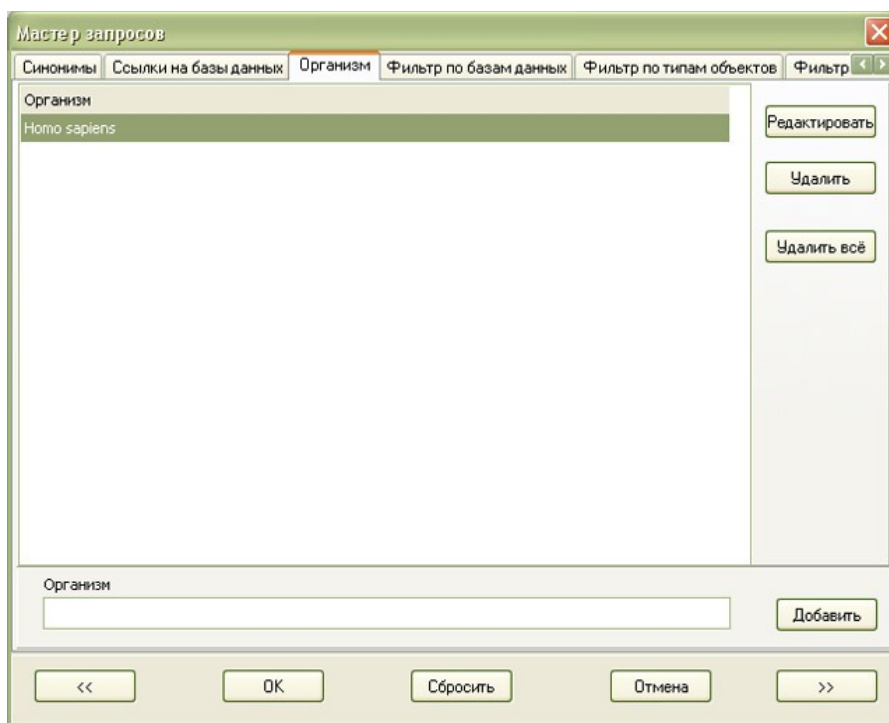 Мастер запросов
Синонимы Ссылки на базы данных Организм Фильтр по базам данных Фильтр по типам объектов Фильтр
Организм
Homo sapiens
Редактировать
Удалить
Удалить всё
Организм
Добавить
<< OK Сбросить Отмена >>